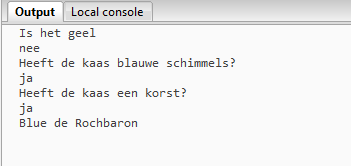 Output Local console
Is het geel
nee
Heeft de kaas blauwe schimmels?
ja
Heeft de kaas een korst?
ja
Blue de Rochbaron